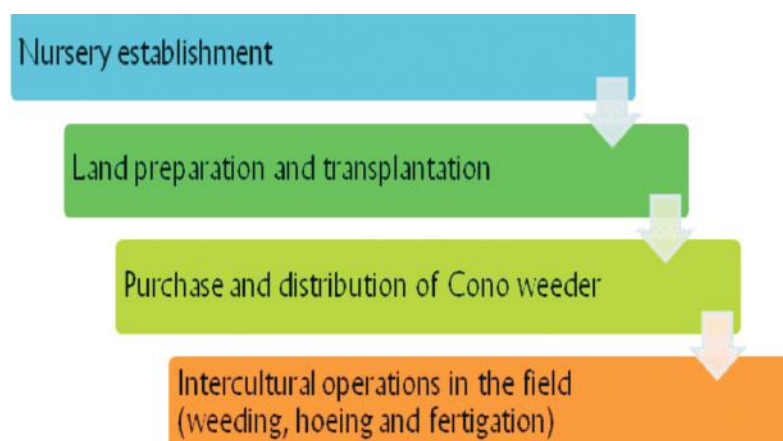 Nursery establishment
Land preparation and transplantation
Purchase and distribution of Cono weeder
Intercultural operations in the field
(weeding, hoeing and fertigation)